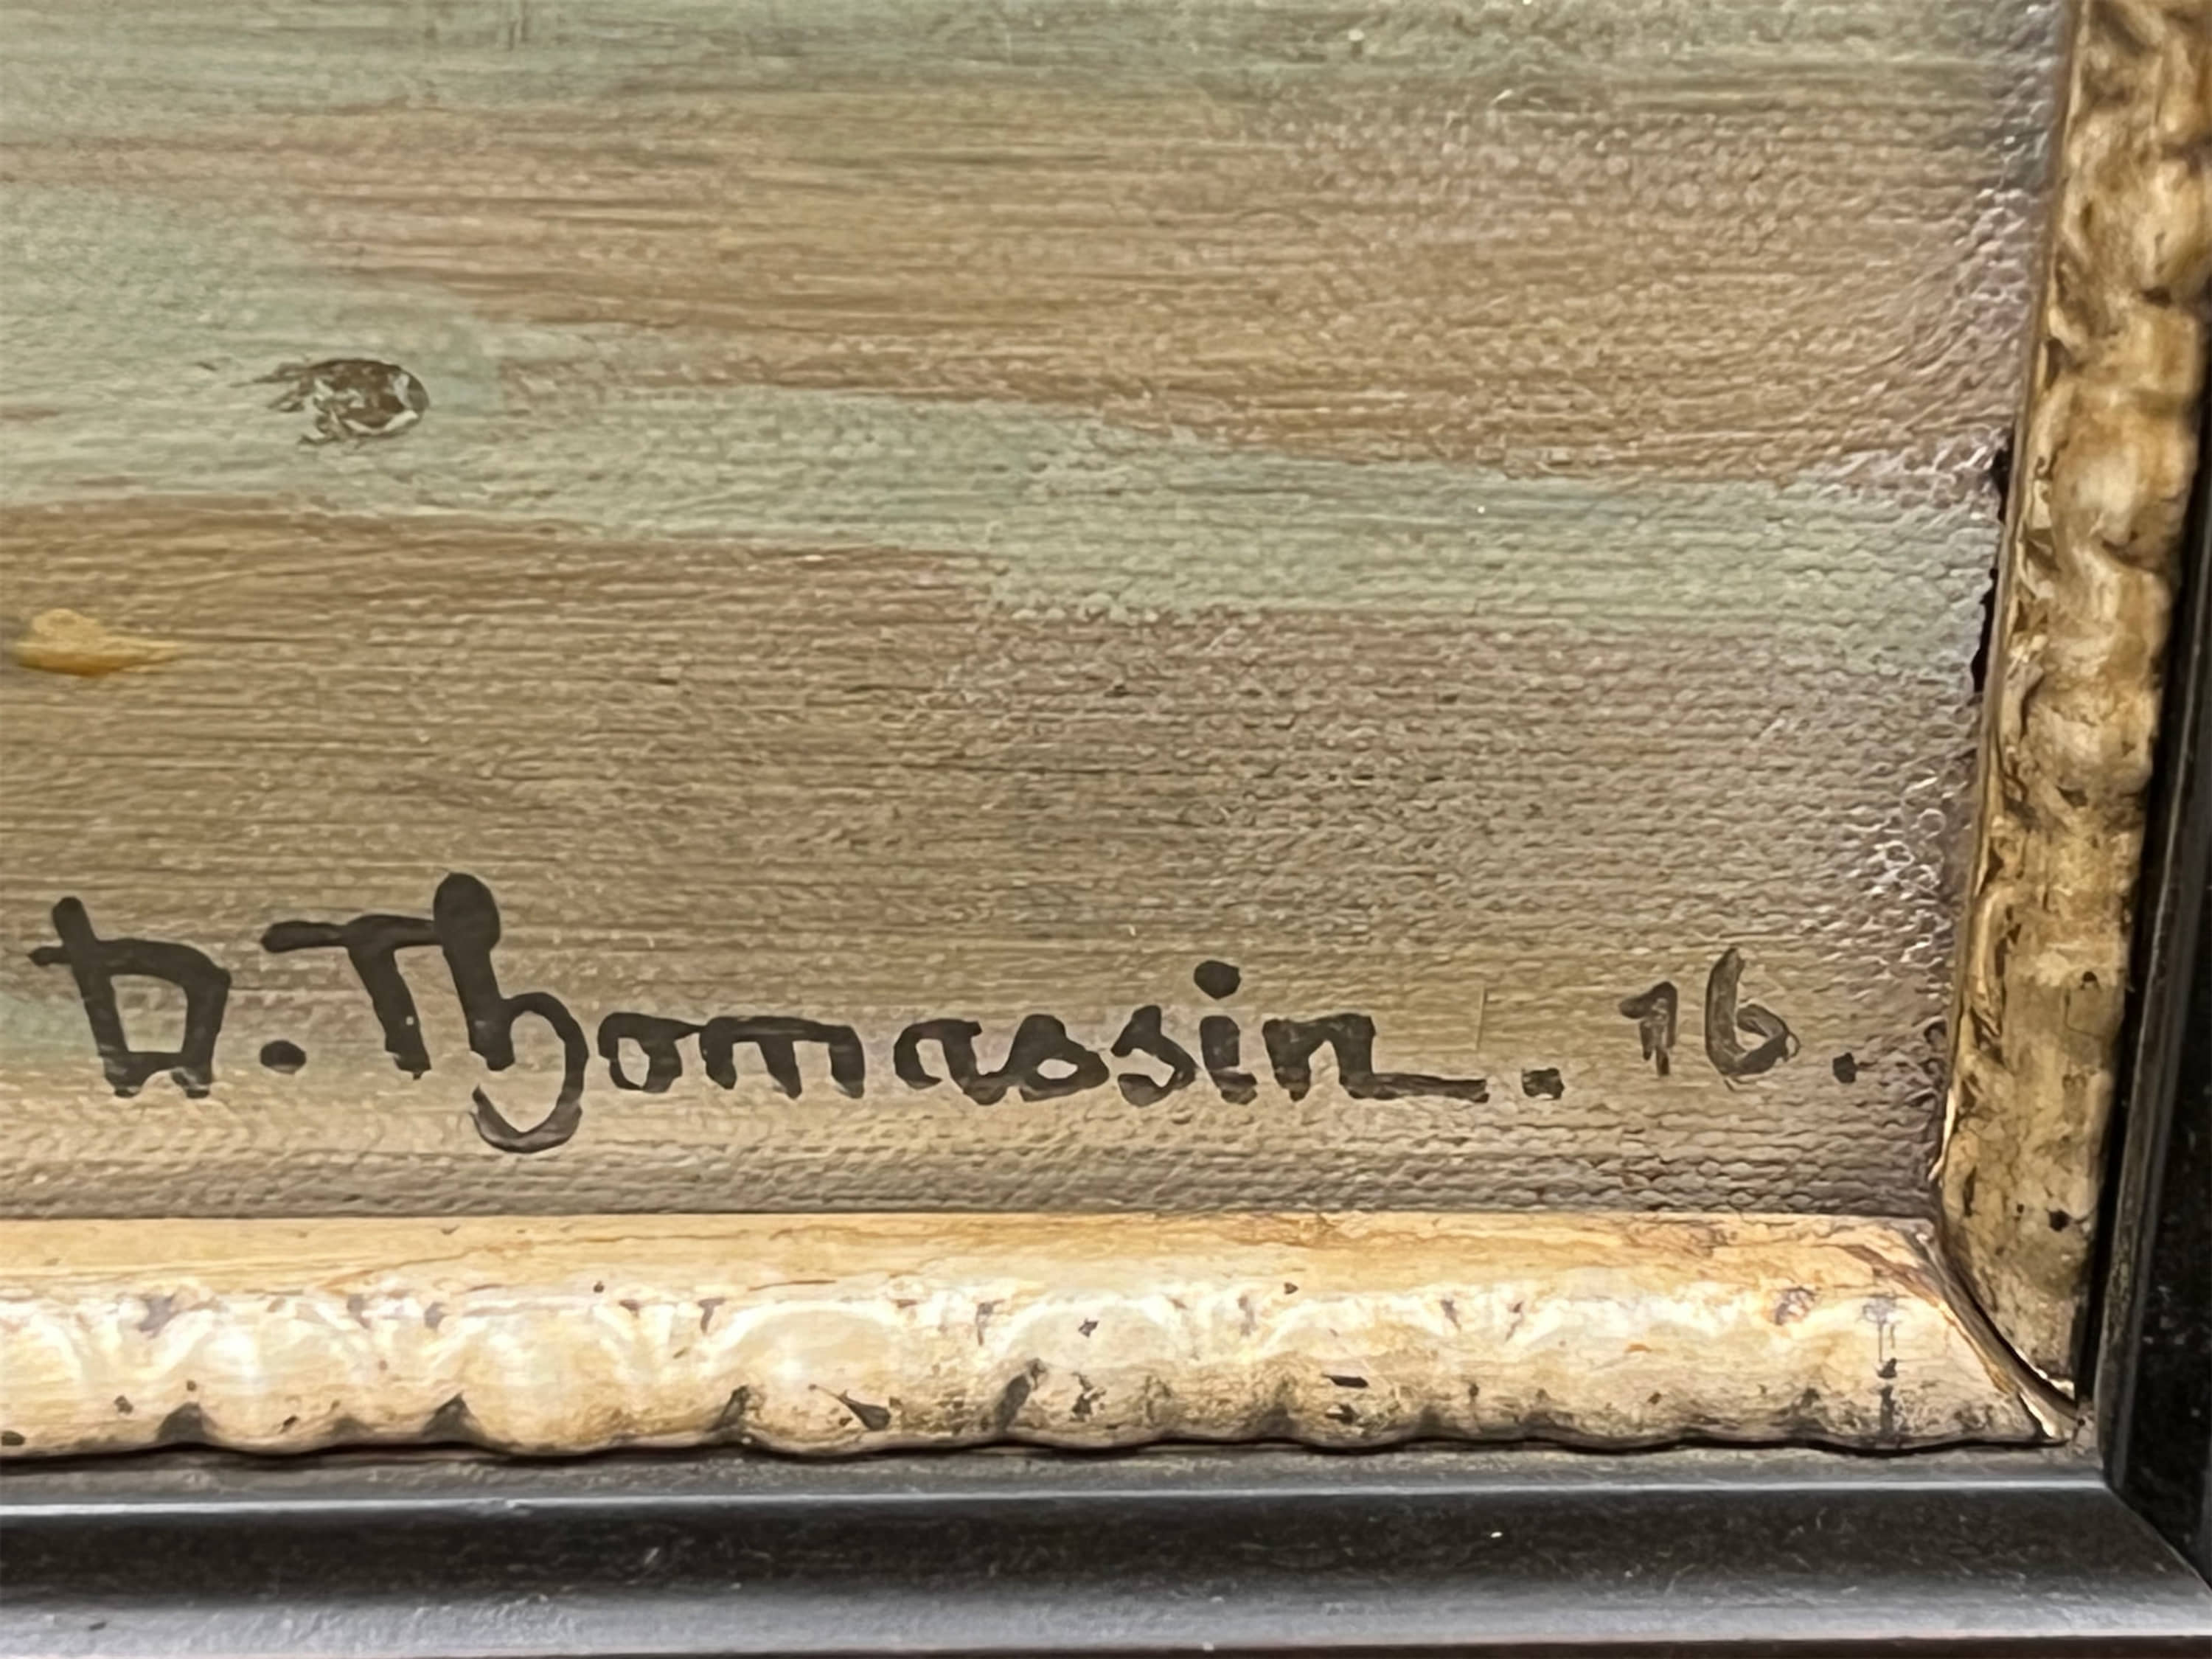 D. Thomassin. 16.